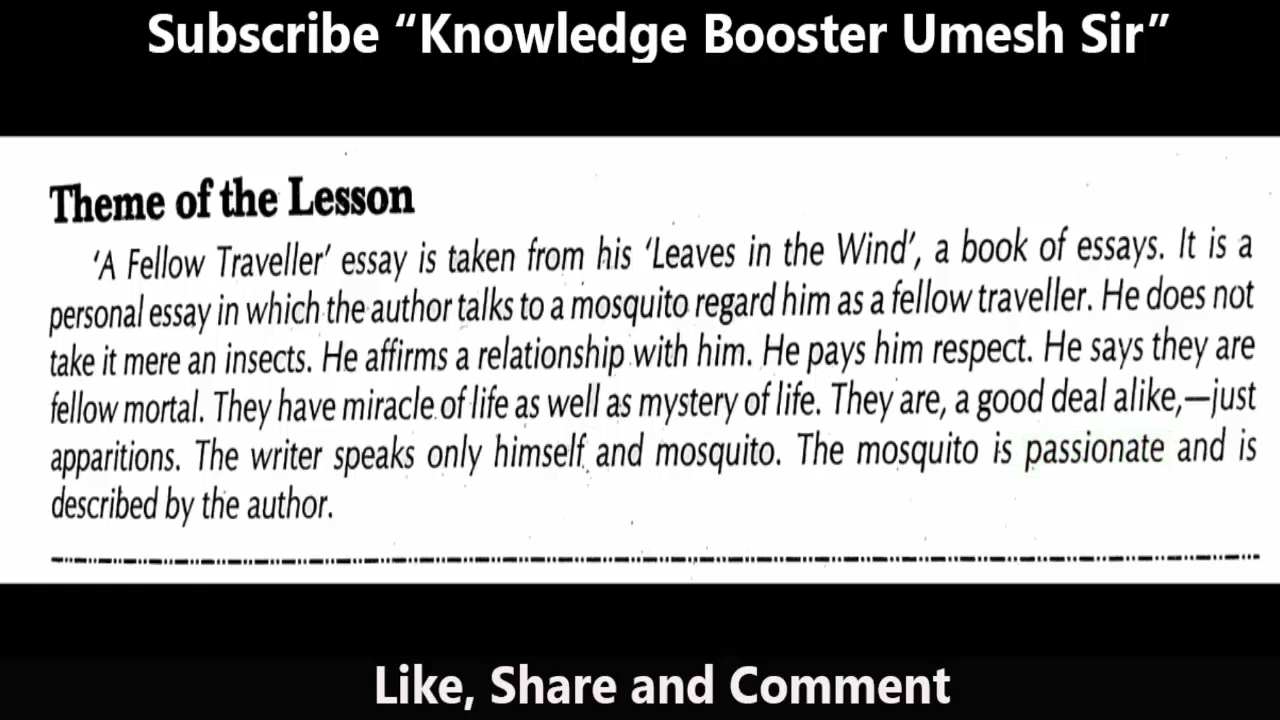 Subscribe “Knowledge Booster Umesh Sir”
Theme of the Lesson
‘A Fellow Traveller’ essay is taken from his ‘Leaves in the Wind’, a book of essays. It is a
personal essay in which the author talks to a mosquito regard him as a fellow traveller. He does not
take it mere an insects. He affirms a relationship with him. He pays him respect. He says they are
fellow mortal. They have miracle of life as well as mystery of life. They are, a good deal alike,—just
apparitions. The writer speaks only himself and mosquito. The mosquito is passionate and is
described by the author.
Like, Share and Comment